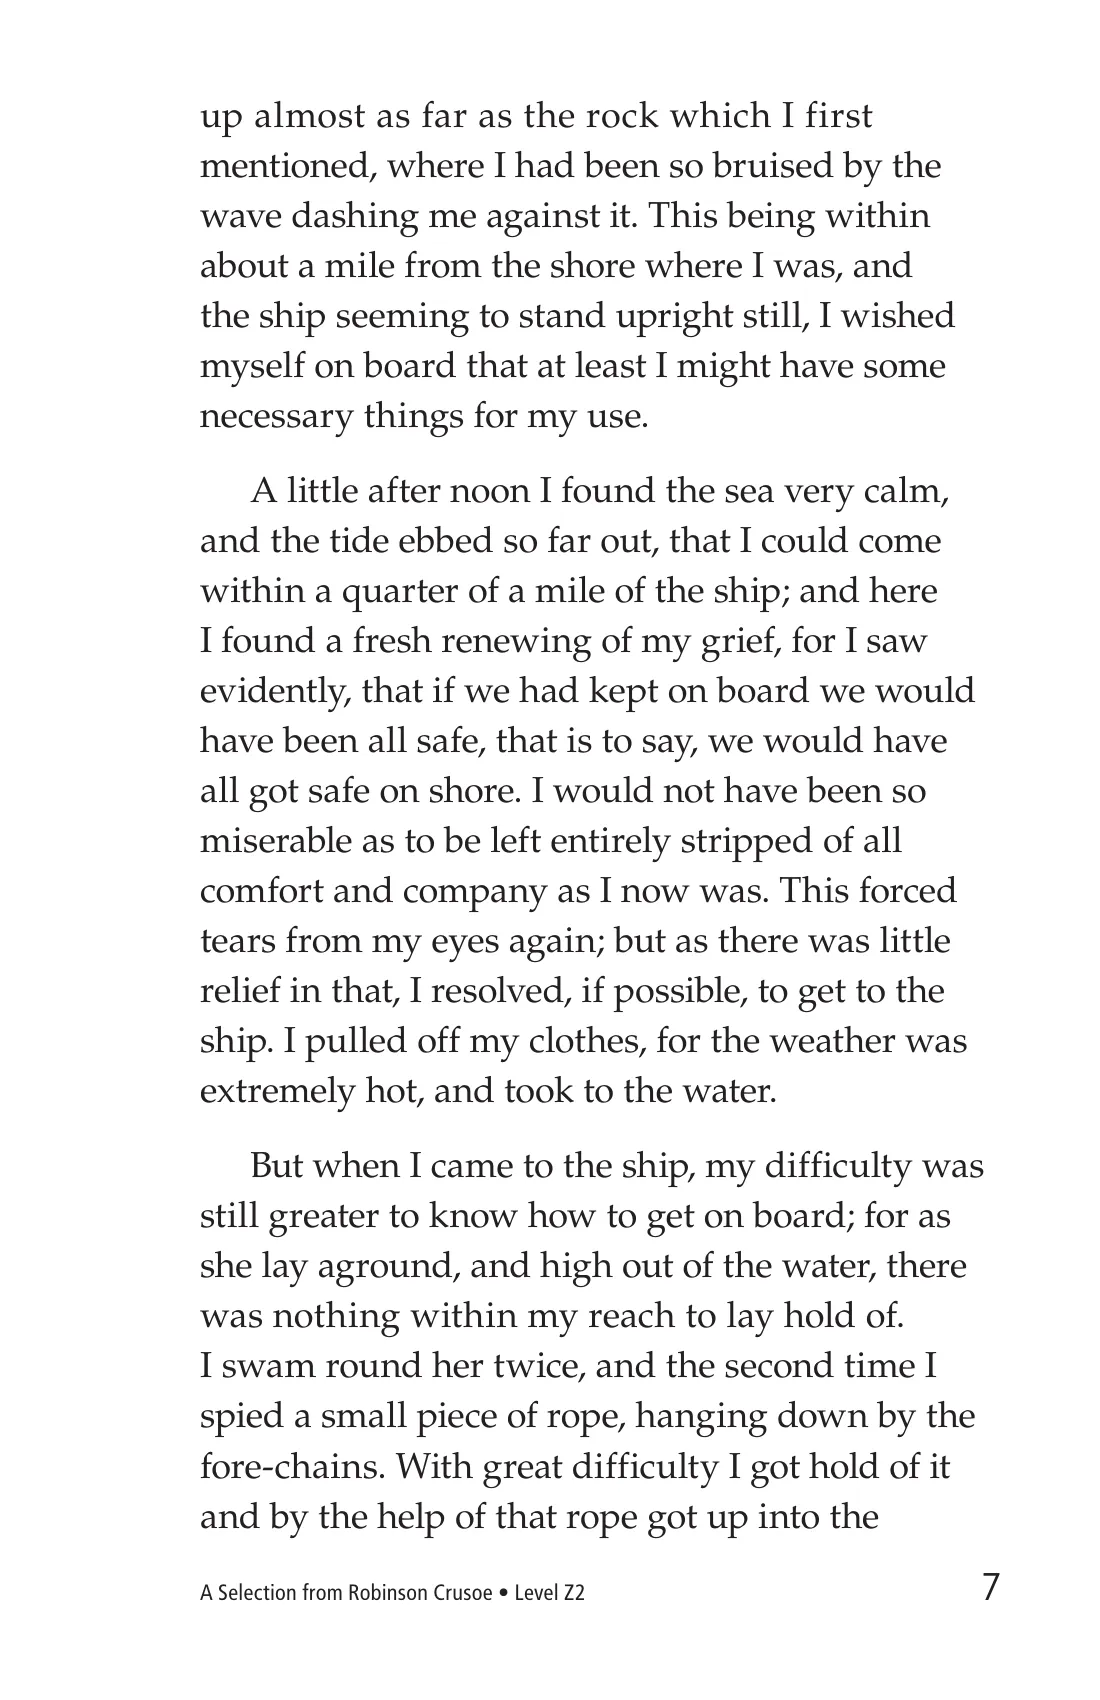 up almost as far as the rock which I first
mentioned, where I had been so bruised by the
wave dashing me against it. This being within
about a mile from the shore where I was, and
the ship seeming to stand upright still, I wished
myself on board that at least I might have some
necessary things for my use.
A little after noon I found the sea very calm,
and the tide ebbed so far out, that I could come
within a quarter of a mile of the ship; and here
I found a fresh renewing of my grief, for I saw
evidently, that if we had kept on board we would
have been all safe, that is to say, we would have
all got safe on shore. I would not have been so
miserable as to be left entirely stripped of all
comfort and company as I now was. This forced
tears from my eyes again; but as there was little
relief in that, I resolved, if possible, to get to the
ship. I pulled off my clothes, for the weather was
extremely hot, and took to the water.
But when I came to the ship, my difficulty was
still greater to know how to get on board; for as
she lay aground, and high out of the water, there
was nothing within my reach to lay hold of.
I swam round her twice, and the second time I
spied a small piece of rope, hanging down by the
fore-chains. With great difficulty I got hold of it
and by the help of that rope got up into the
A Selection from Robinson Crusoe • Level Z2 7